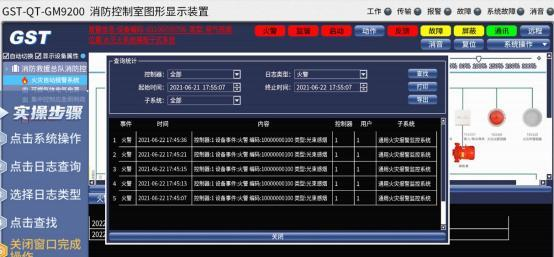 GST-QT-GM9200 消防控制室图形显示装置
工作 传输 报警 故障 系统故障 消音
GST
火警 监管 启动 动作 反馈 故障 屏蔽 通讯 远程
消音 复位 系统操作
自动切换 显示设备属性
消防救援总队消防控
火灾自动报警系统
查询统计
控制器: 全部 日志类型: 火警 查找
起始时间: 2021-06-21 17:55:07 终止时间: 2021-06-22 17:55:07 打印
子系统: 全部 导出
事件 时间 内容 控制器 用户 子系统
1 火警 2021-06-22 17:45:36 控制器:1 设备事件:火警 编码:10000000100 类型:光束感烟 1 1 通用火灾报警监控系统
2 火警 2021-06-22 17:45:15 控制器:1 设备事件:火警 编码:10000000100 类型:光束感烟 1 1 通用火灾报警监控系统
3 火警 2021-06-22 17:45:17 控制器:1 设备事件:火警 编码:10000000100 类型:光束感烟 1 1 通用火灾报警监控系统
4 火警 2021-06-22 17:45:13 控制器:1 设备事件:火警 编码:10000000100 类型:光束感烟 1 1 通用火灾报警监控系统
5 火警 2021-06-22 17:45:07 控制器:1 设备事件:火警 编码:10000000100 类型:光束感烟 1 1 通用火灾报警监控系统
关闭
实操步骤
点击系统操作
点击日志查询
选择日志类型
点击查找
关闭窗口完成
操作